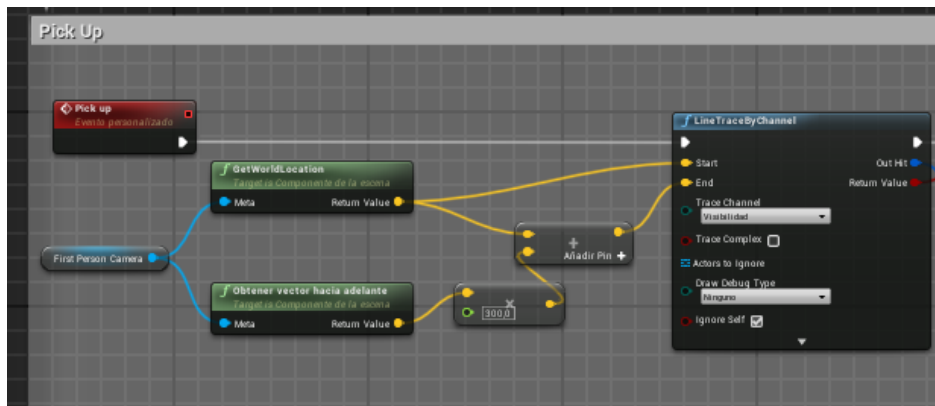 Pick Up
Pick up
Evento personalizado
GetWorldLocation
Target is Componente de la escena
Meta
Return Value
First Person Camera
Obtener vector hacia adelante
Target is Componente de la escena
Meta
Return Value
Añadir Pin
300,0
LineTraceByChannel
Start
Out Hit
End
Return Value
Trace Channel
Visibilidad
Trace Complex
Actors to Ignore
Draw Debug Type
Ninguno
Ignore Self